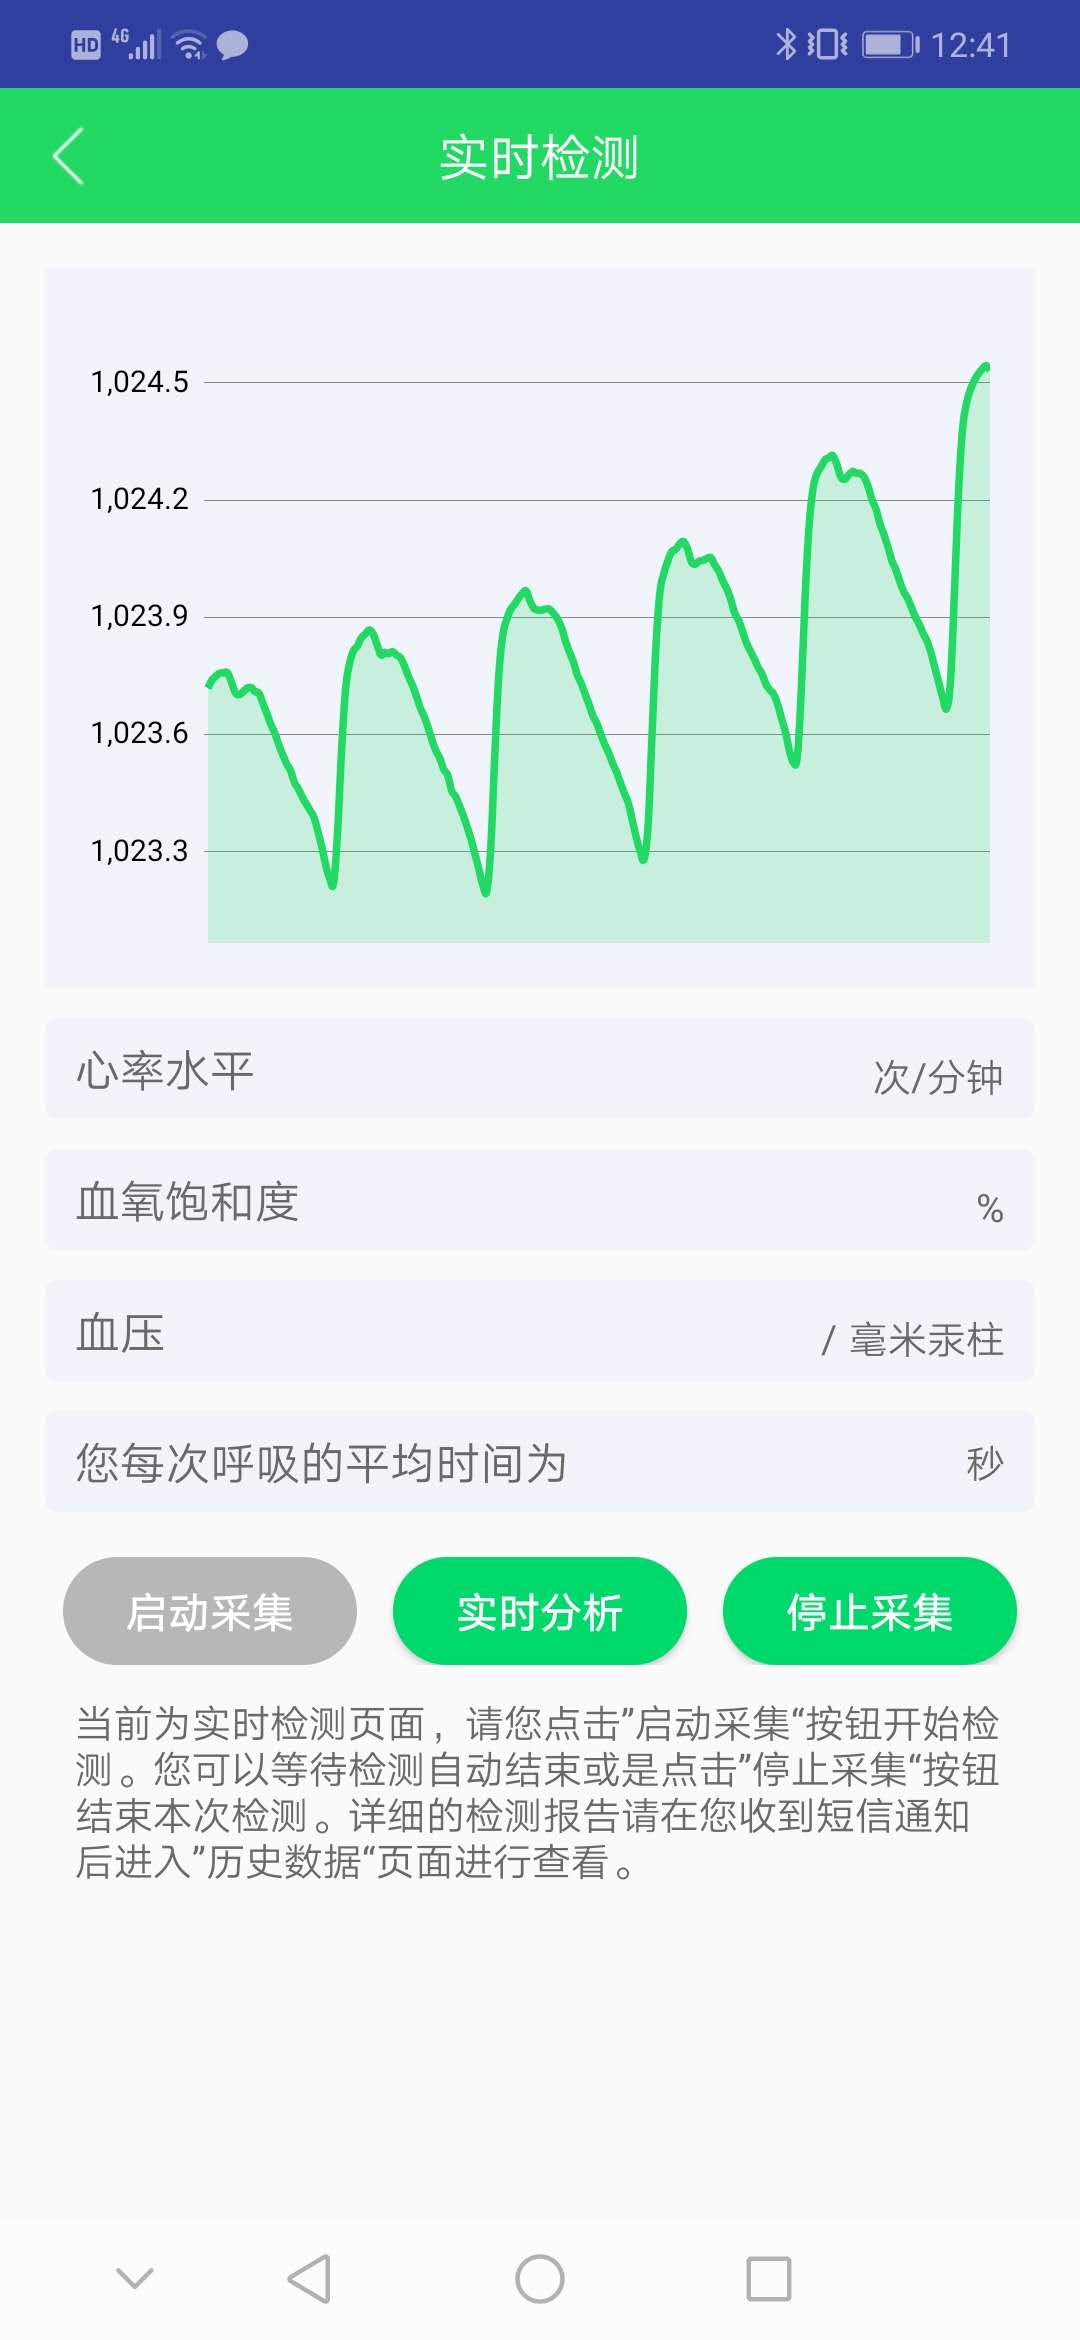 HD 4G 12:41
实时检测
1,024.5
1,024.2
1,023.9
1,023.6
1,023.3
心率水平 次/分钟
血氧饱和度 %
血压 / 毫米汞柱
您每次呼吸的平均时间为 秒
启动采集 实时分析 停止采集
当前为实时检测页面，请您点击”启动采集“按钮开始检
测。您可以等待检测自动结束或是点击”停止采集“按钮
结束本次检测。详细的检测报告请在您收到短信通知
后进入”历史数据“页面进行查看。